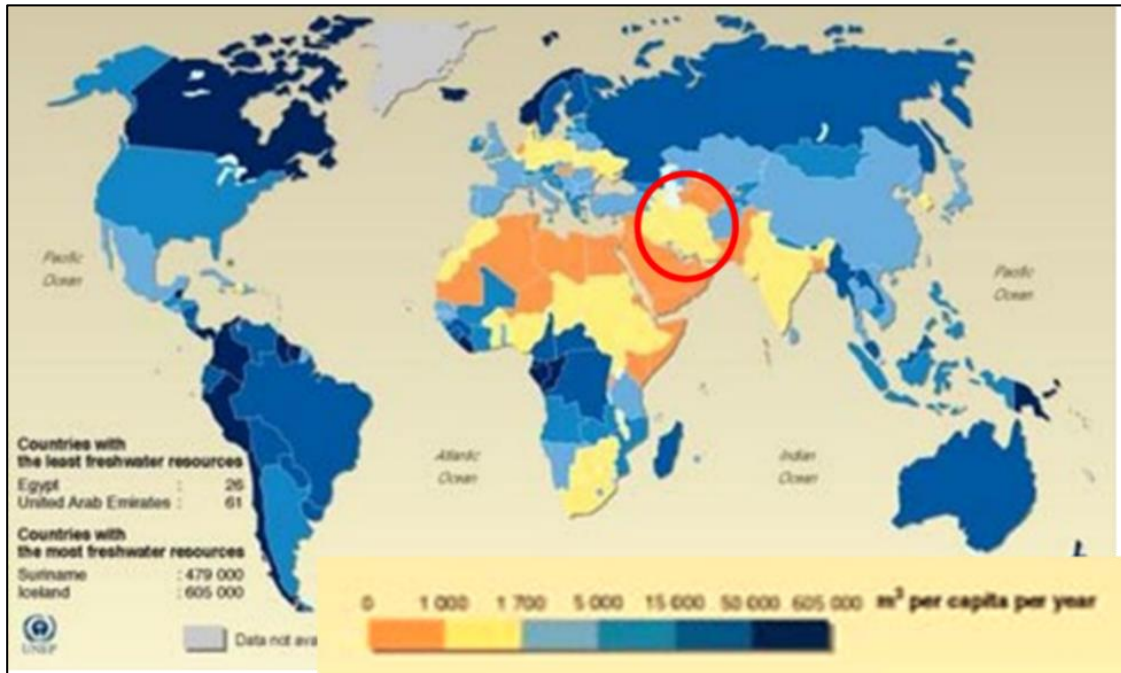 Pacific
Ocean
Pacific
Ocean
Atlantic
Ocean
Indian
Ocean
Countries with
the least freshwater resources
Egypt : 26
United Arab Emirates : 61
Countries with
the most freshwater resources
Suriname : 479 000
Iceland : 605 000
UNEP
Data not ava
0 1 000 1 700 5 000 15 000 50 000 605 000 m³ per capita per year